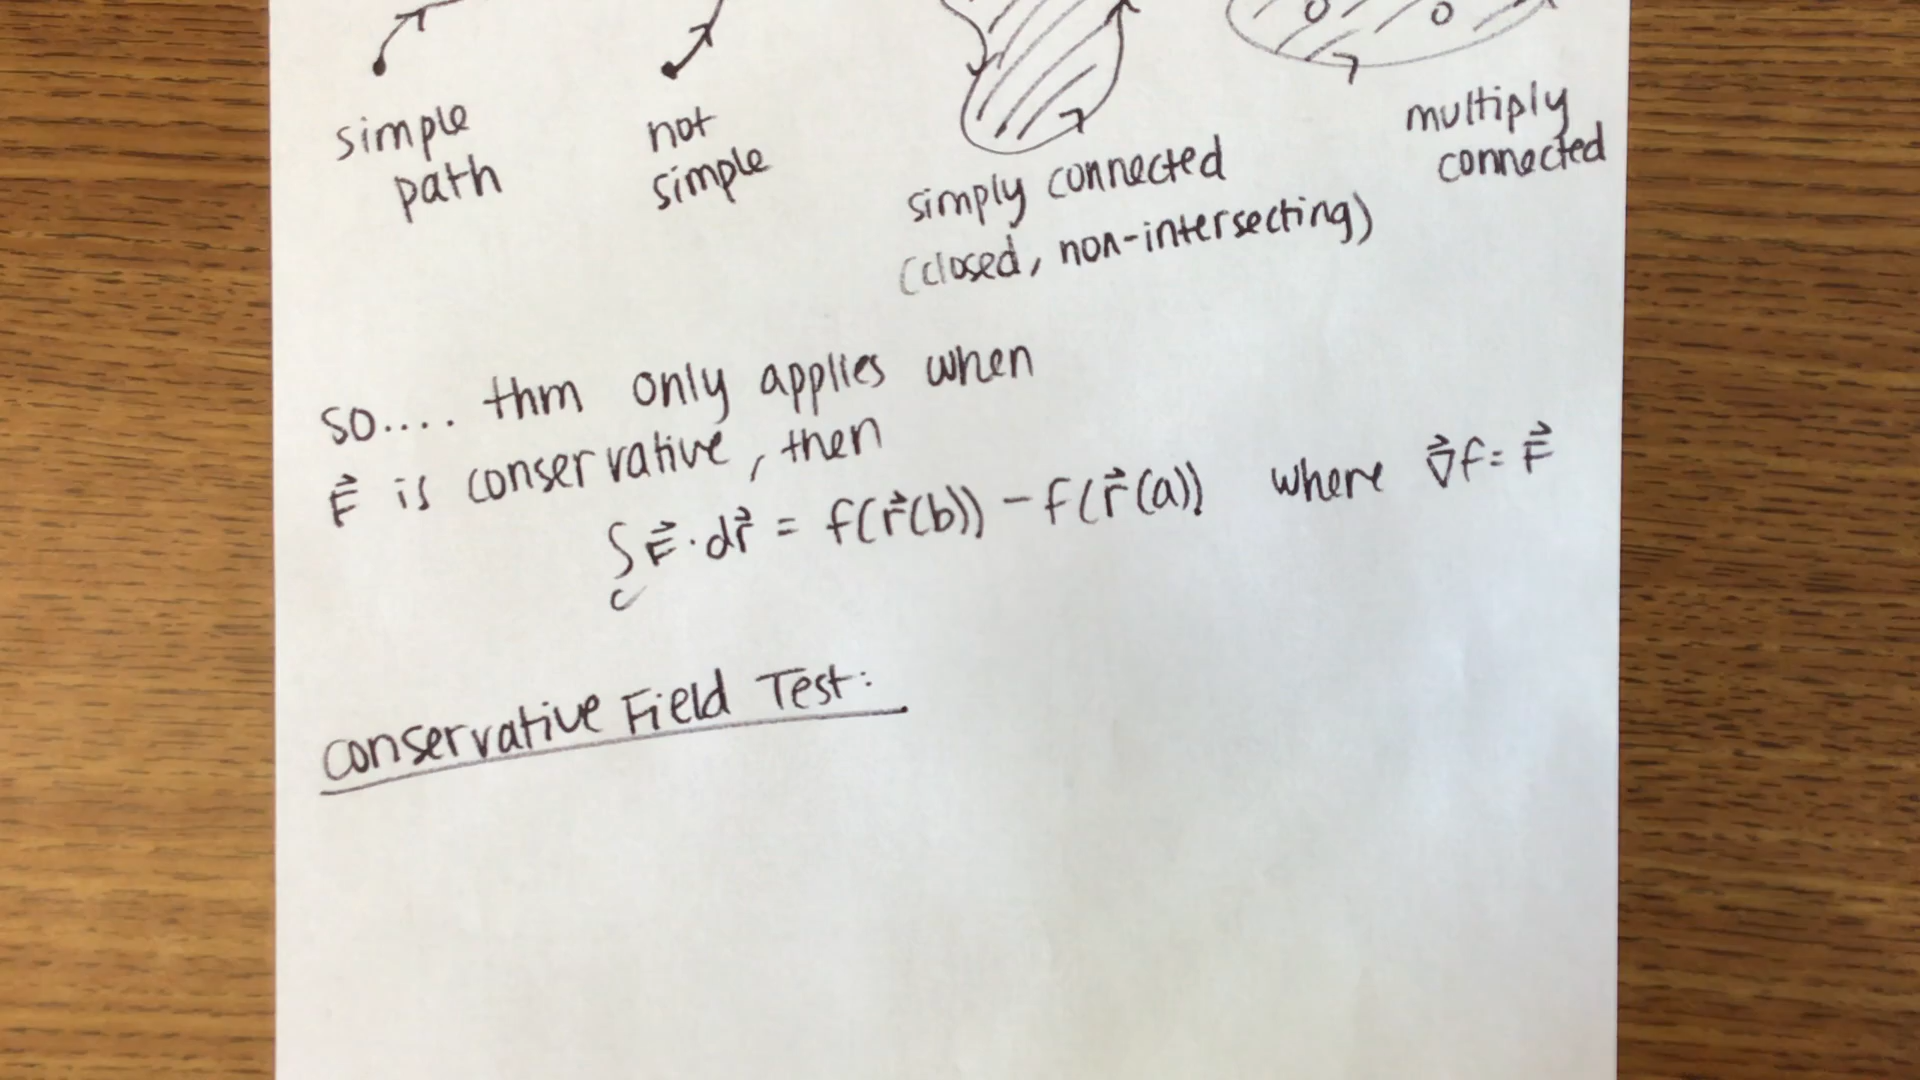 simple path
not simple
simply connected
(closed, non-intersecting)
multiply connected
so.... thm only applies when
F⃗ is conservative, then
∫_C F⃗·dr⃗ = f(r⃗(b)) - f(r⃗(a)) where ∇⃗f = F⃗
Conservative Field Test: